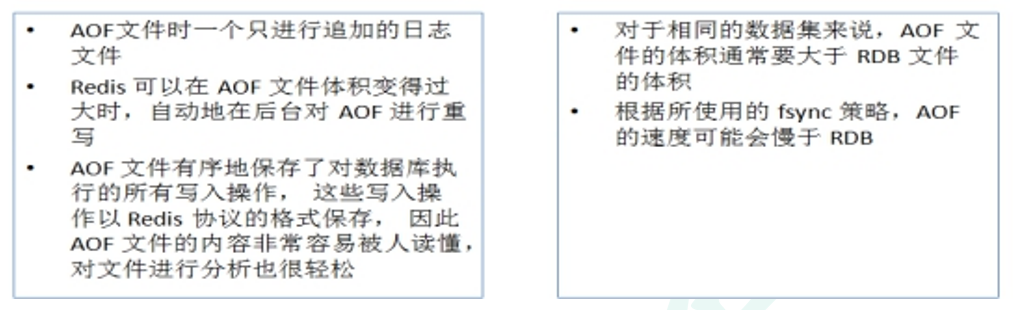 • AOF文件时一个只进行追加的日志
文件
• Redis 可以在 AOF 文件体积变得过
大时，自动地在后台对 AOF 进行重
写
• AOF 文件有序地保存了对数据库执
行的所有写入操作， 这些写入操
作以 Redis 协议的格式保存， 因此
AOF 文件的内容非常容易被人读懂，
对文件进行分析也很轻松
• 对于相同的数据集来说，AOF 文
件的体积通常要大于 RDB 文件
的体积
• 根据所使用的 fsync 策略，AOF
的速度可能会慢于 RDB